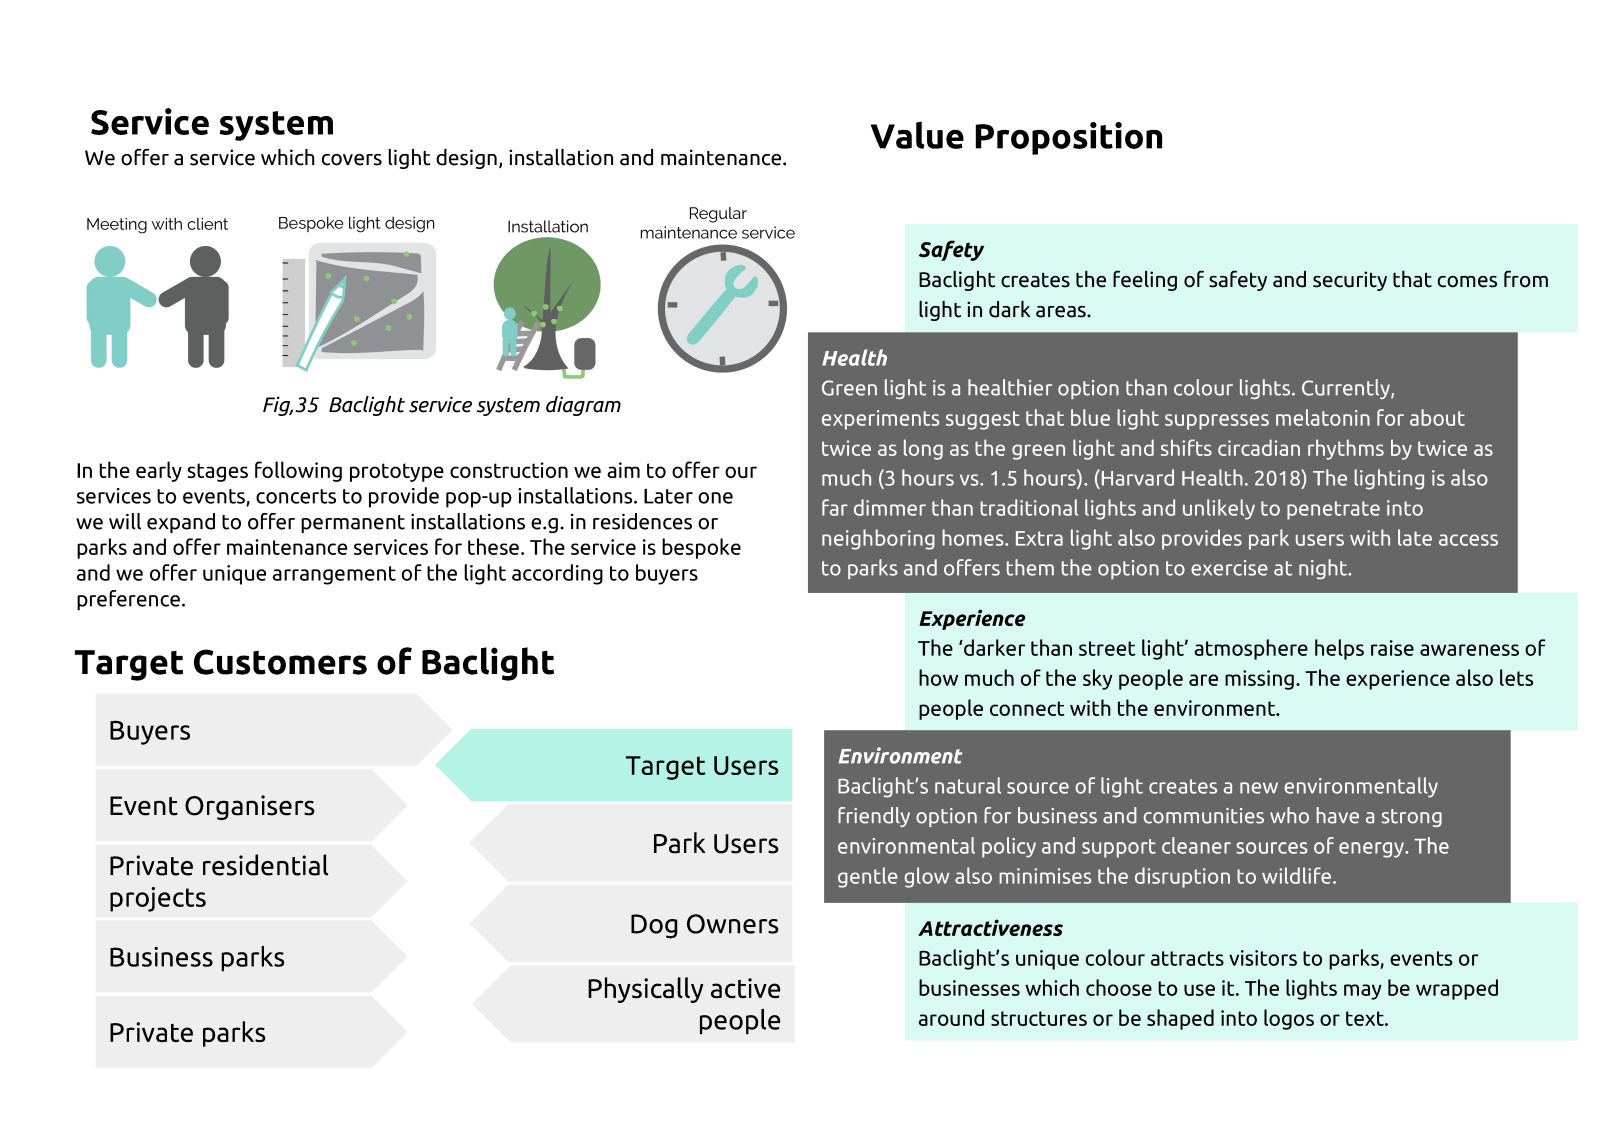 Service system
We offer a service which covers light design, installation and maintenance.
Meeting with client
Bespoke light design
Installation
Regular
maintenance service
Fig,35 Baclight service system diagram
In the early stages following prototype construction we aim to offer our
services to events, concerts to provide pop-up installations. Later one
we will expand to offer permanent installations e.g. in residences or
parks and offer maintenance services for these. The service is bespoke
and we offer unique arrangement of the light according to buyers
preference.
Target Customers of Baclight
Buyers
Event Organisers
Private residential
projects
Business parks
Private parks
Target Users
Park Users
Dog Owners
Physically active
people
Value Proposition
Safety
Baclight creates the feeling of safety and security that comes from
light in dark areas.
Health
Green light is a healthier option than colour lights. Currently,
experiments suggest that blue light suppresses melatonin for about
twice as long as the green light and shifts circadian rhythms by twice as
much (3 hours vs. 1.5 hours). (Harvard Health. 2018) The lighting is also
far dimmer than traditional lights and unlikely to penetrate into
neighboring homes. Extra light also provides park users with late access
to parks and offers them the option to exercise at night.
Experience
The ‘darker than street light’ atmosphere helps raise awareness of
how much of the sky people are missing. The experience also lets
people connect with the environment.
Environment
Baclight’s natural source of light creates a new environmentally
friendly option for business and communities who have a strong
environmental policy and support cleaner sources of energy. The
gentle glow also minimises the disruption to wildlife.
Attractiveness
Baclight’s unique colour attracts visitors to parks, events or
businesses which choose to use it. The lights may be wrapped
around structures or be shaped into logos or text.